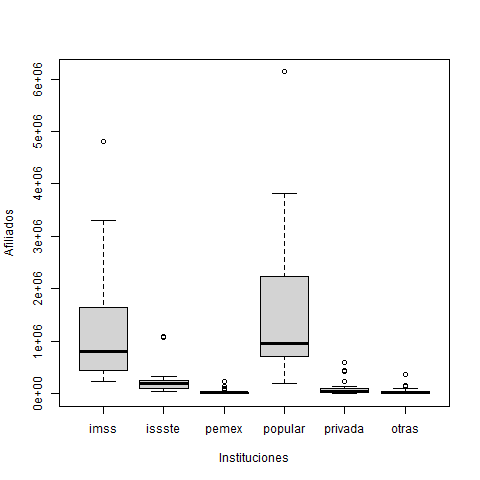 Afiliados
6e+06
5e+06
4e+06
3e+06
2e+06
1e+06
0e+00
imss issste pemex popular privada otras
Instituciones